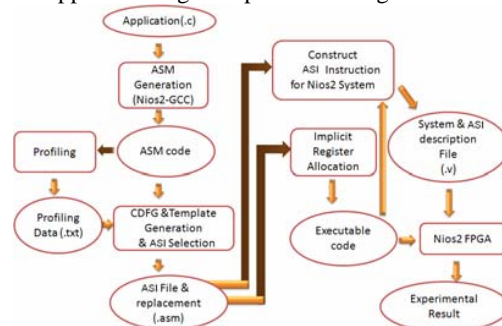 Application(.c)
ASM
Generation
(Nios2-GCC)
Profiling
ASM code
Profiling
Data (.txt)
CDFG &Template
Generation
& ASI Selection
ASI File &
replacement
(.asm)
Construct
ASI Instruction
for Nios2 System
Implicit
Register
Allocation
System & ASI
description
File
(.v)
Executable
code
Nios2 FPGA
Experimental
Result